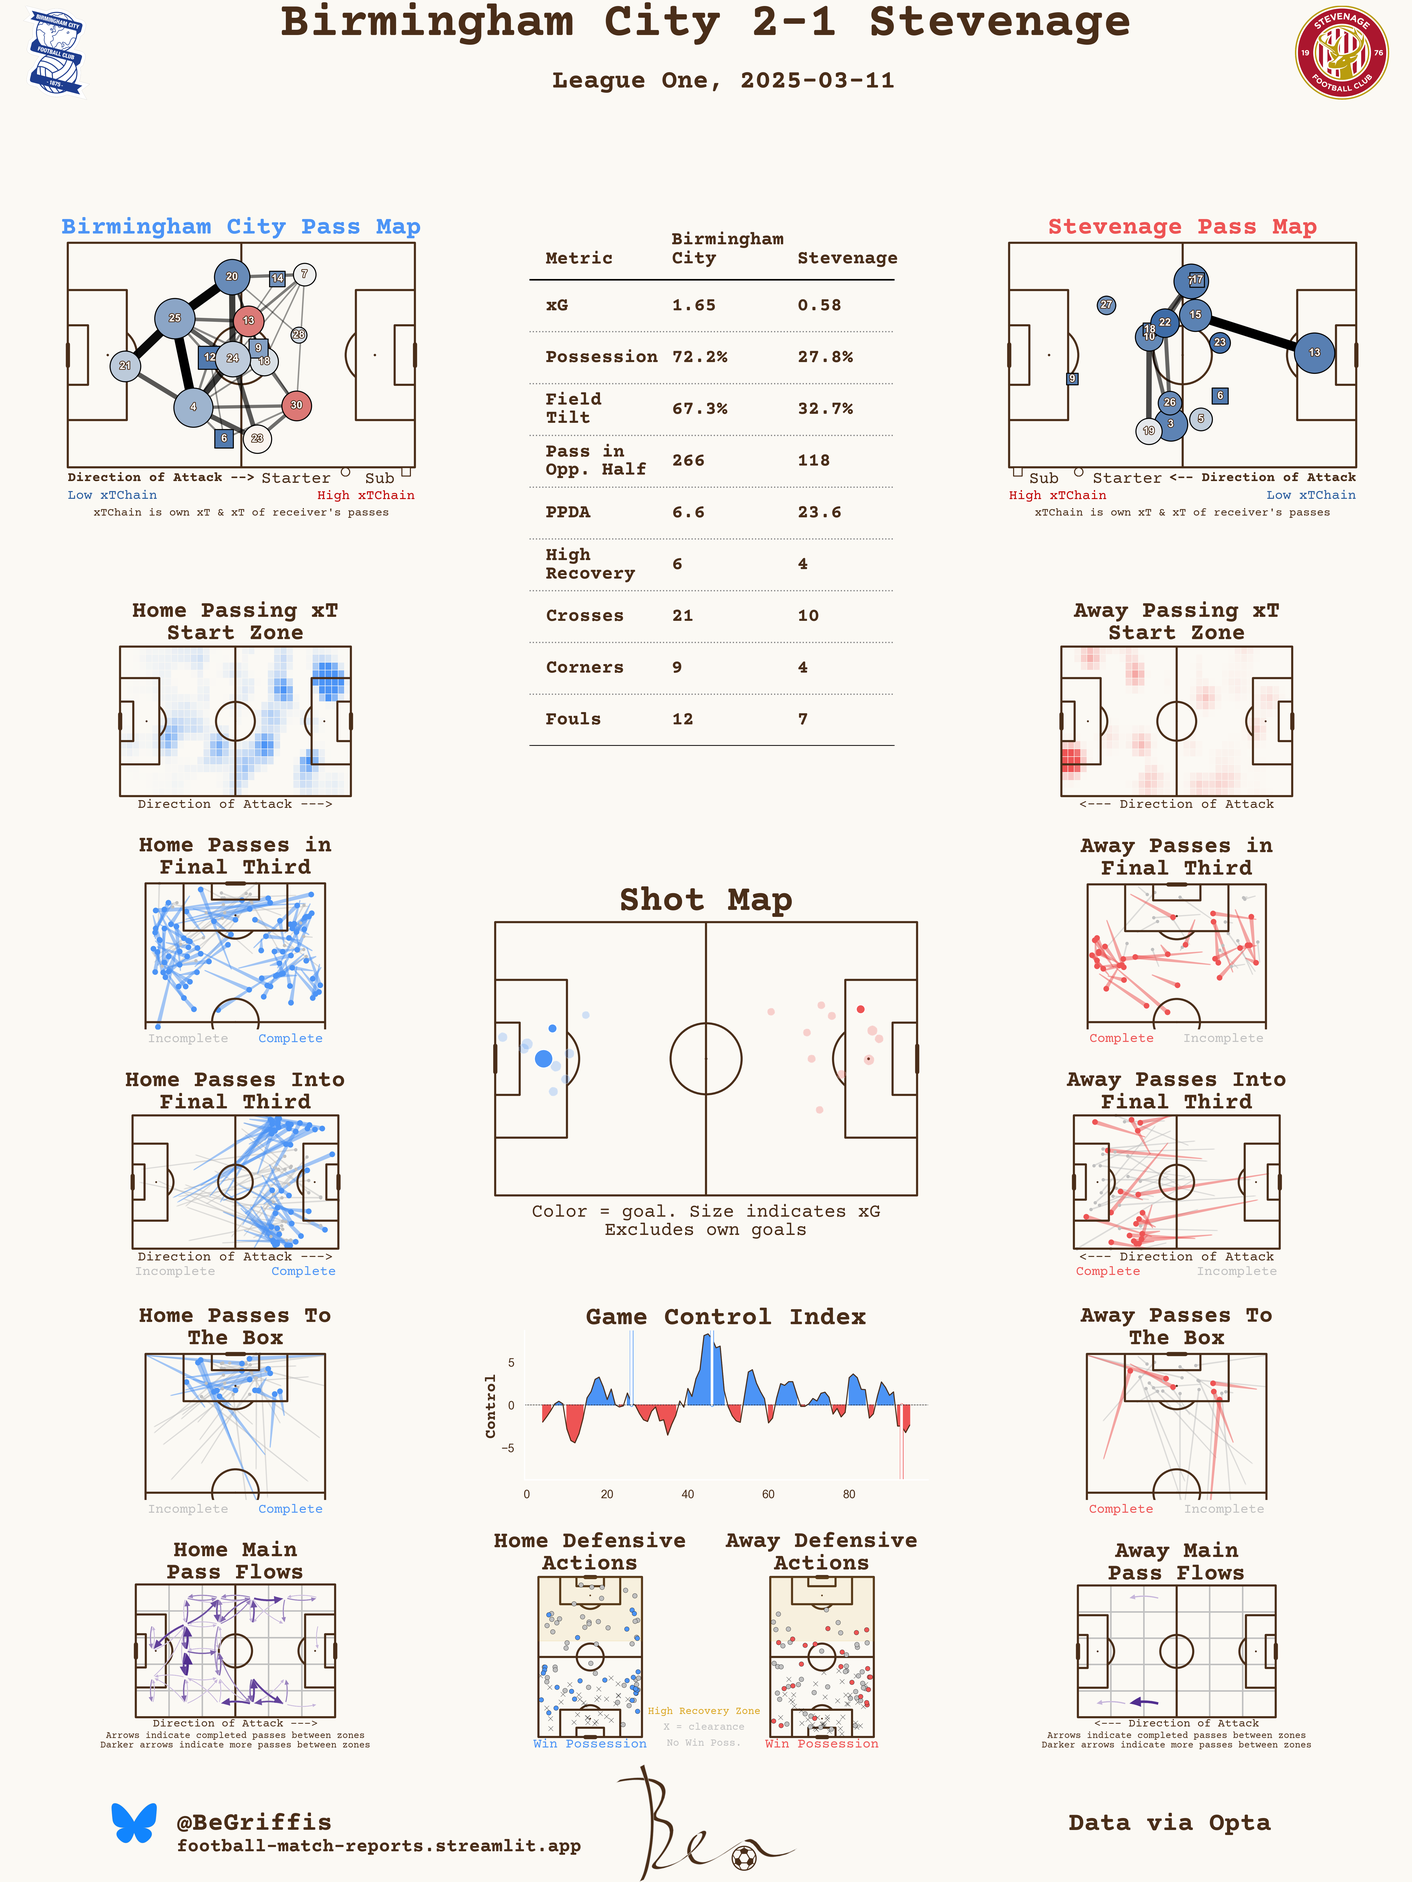 Birmingham City 2-1 Stevenage
League One, 2025-03-11
BIRMINGHAM CITY
FOOTBALL CLUB
1875
STEVENAGE
19 76
FOOTBALL CLUB
Birmingham City Pass Map
20
14
7
25
13
28
12
24
9
18
21
4
30
6
23
Direction of Attack --> Starter Sub
Low xTChain High xTChain
xTChain is own xT & xT of receiver's passes
Metric Birmingham City Stevenage
xG 1.65 0.58
Possession 72.2% 27.8%
Field Tilt 67.3% 32.7%
Pass in Opp. Half 266 118
PPDA 6.6 23.6
High Recovery 6 4
Crosses 21 10
Corners 9 4
Fouls 12 7
Stevenage Pass Map
17
27
15
22
18
10
23
13
9
26
6
3
5
19
Sub Starter <-- Direction of Attack
High xTChain Low xTChain
xTChain is own xT & xT of receiver's passes
Home Passing xT
Start Zone
Direction of Attack --->
Away Passing xT
Start Zone
<--- Direction of Attack
Home Passes in
Final Third
Incomplete Complete
Away Passes in
Final Third
Complete Incomplete
Shot Map
Color = goal. Size indicates xG
Excludes own goals
Home Passes Into
Final Third
Direction of Attack --->
Incomplete Complete
Away Passes Into
Final Third
<--- Direction of Attack
Complete Incomplete
Home Passes To
The Box
Incomplete Complete
Game Control Index
Control
5
0
-5
0 20 40 60 80
Away Passes To
The Box
Complete Incomplete
Home Main
Pass Flows
Direction of Attack --->
Arrows indicate completed passes between zones
Darker arrows indicate more passes between zones
Home Defensive
Actions
Win Possession
Away Defensive
Actions
Win Possession
High Recovery Zone
X = clearance
No Win Poss.
Away Main
Pass Flows
<--- Direction of Attack
Arrows indicate completed passes between zones
Darker arrows indicate more passes between zones
@BeGriffis
football-match-reports.streamlit.app
Ben
Data via Opta